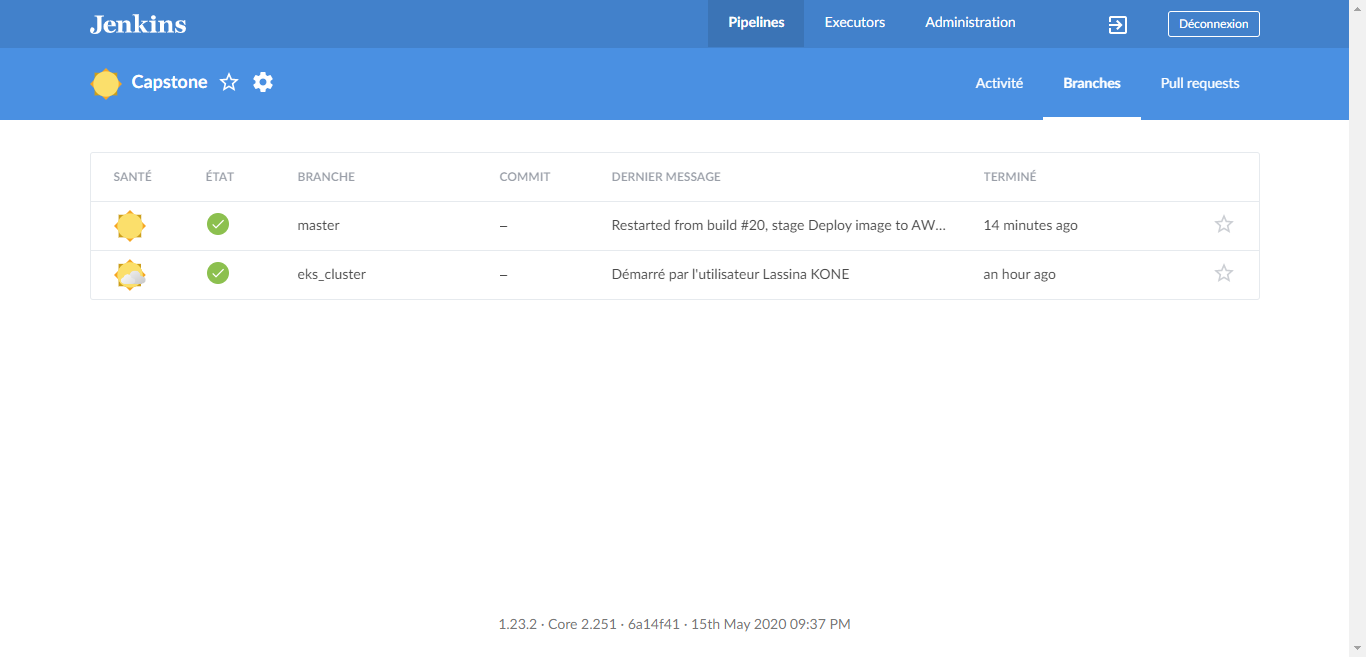 Jenkins Pipelines Executors Administration Déconnexion
Capstone Activité Branches Pull requests
SANTÉ ÉTAT BRANCHE COMMIT DERNIER MESSAGE TERMINÉ
master – Restarted from build #20, stage Deploy image to AW... 14 minutes ago
eks_cluster – Démarré par l'utilisateur Lassina KONE an hour ago
1.23.2 · Core 2.251 · 6a14f41 · 15th May 2020 09:37 PM